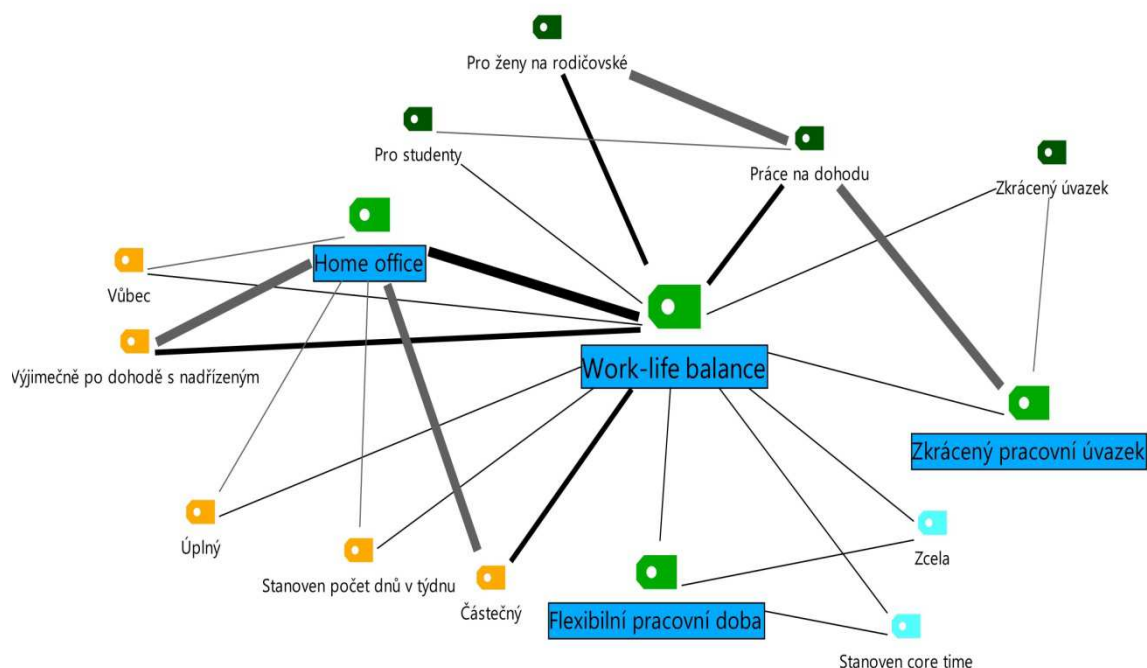 Pro ženy na rodičovské
Pro studenty
Práce na dohodu
Zkrácený úvazek
Home office
Vůbec
Výjimečně po dohodě s nadřízeným
Work-life balance
Zkrácený pracovní úvazek
Úplný
Stanoven počet dnů v týdnu
Částečný
Flexibilní pracovní doba
Zcela
Stanoven core time